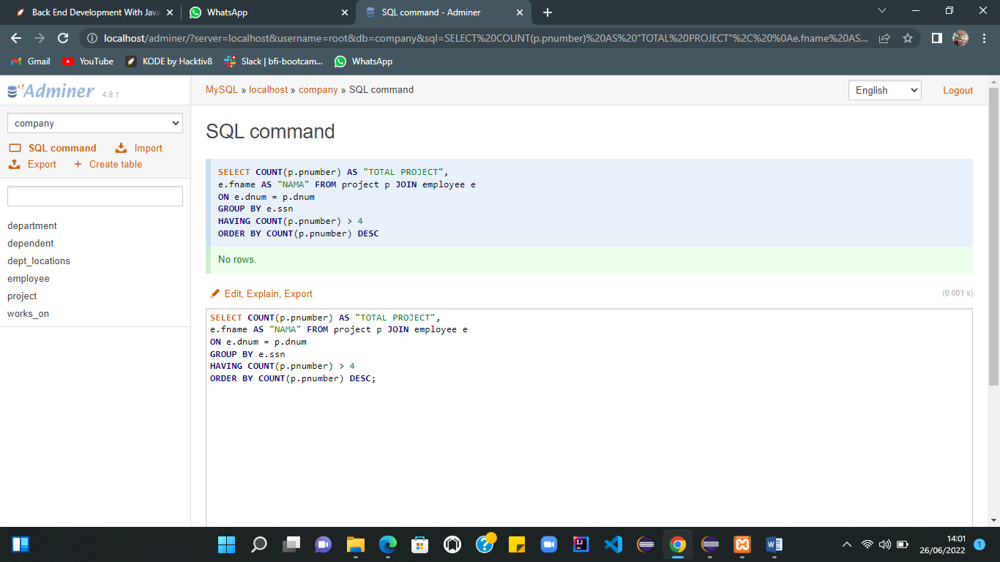 Back End Development With Java
WhatsApp
SQL command - Adminer
localhost/adminer/?server=localhost&username=root&db=company&sql=SELECT%20COUNT(p.pnumber)%20AS%20"TOTAL%20PROJECT"%2C%20%0Ae.fname%20AS...
Gmail
YouTube
KODE by Hacktiv8
Slack | bfi-bootcam...
WhatsApp
Adminer 4.8.1
MySQL » localhost » company » SQL command
English
Logout
company
SQL command
Import
Export
Create table
department
dependent
dept_locations
employee
project
works_on
SQL command
SELECT COUNT(p.pnumber) AS "TOTAL PROJECT",
e.fname AS "NAMA" FROM project p JOIN employee e
ON e.dnum = p.dnum
GROUP BY e.ssn
HAVING COUNT(p.pnumber) > 4
ORDER BY COUNT(p.pnumber) DESC
No rows.
Edit, Explain, Export
(0.001 s)
SELECT COUNT(p.pnumber) AS "TOTAL PROJECT",
e.fname AS "NAMA" FROM project p JOIN employee e
ON e.dnum = p.dnum
GROUP BY e.ssn
HAVING COUNT(p.pnumber) > 4
ORDER BY COUNT(p.pnumber) DESC;
14:01
26/06/2022
1